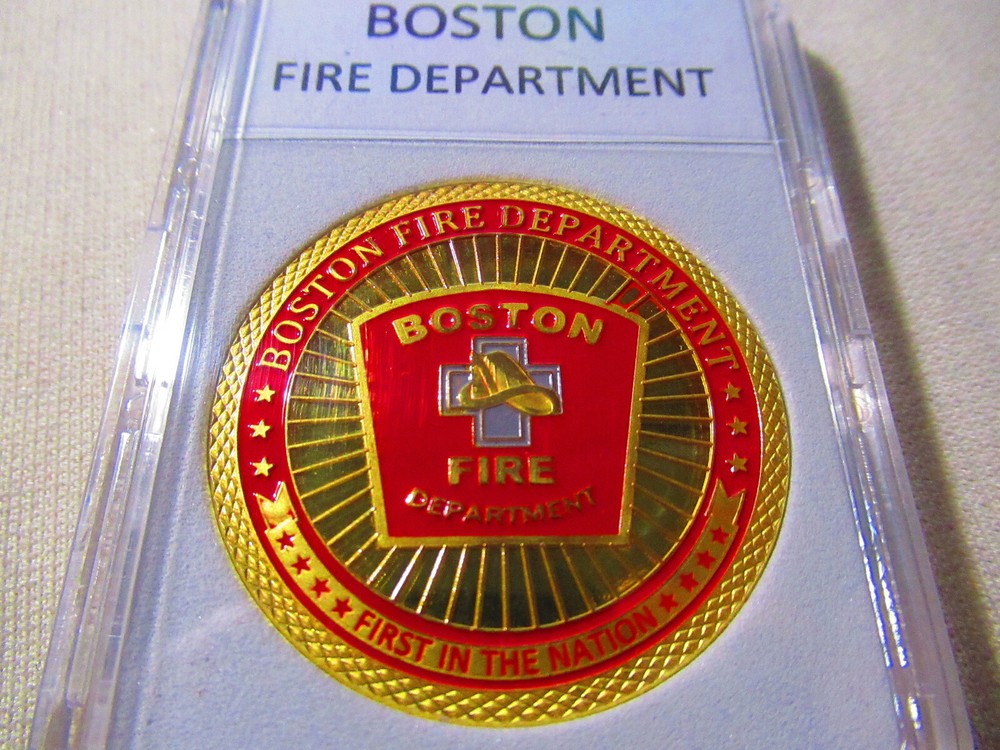 BOSTON
FIRE DEPARTMENT
BOSTON FIRE DEPARTMENT
BOSTON
FIRE
DEPARTMENT
FIRST IN THE NATION